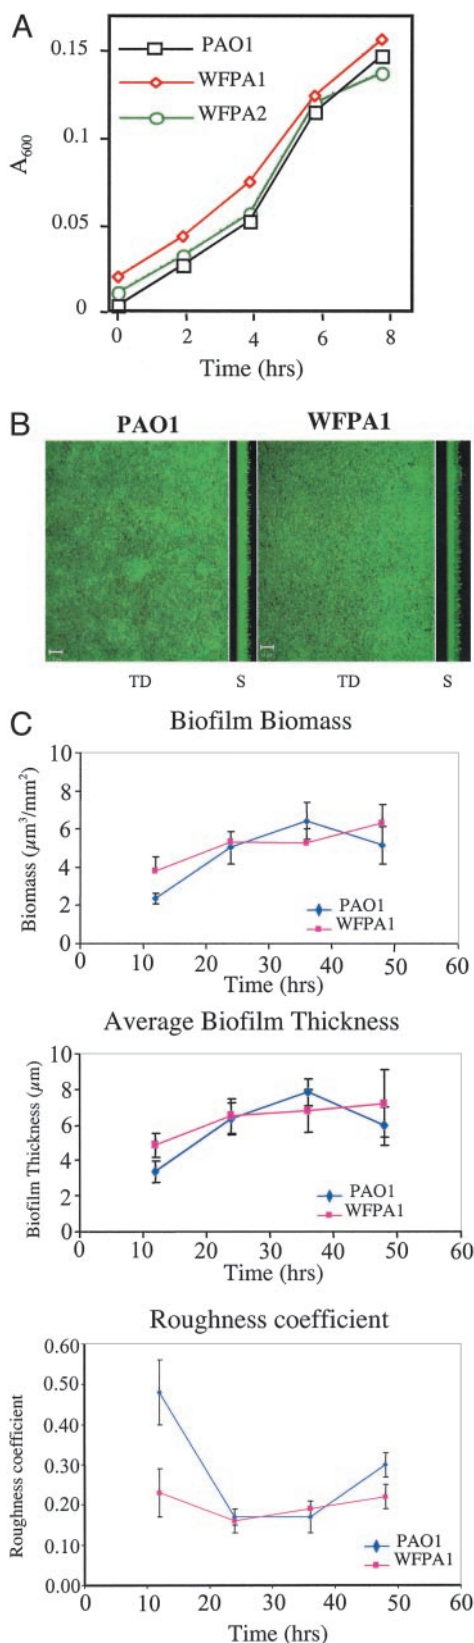 A
0.15
PAO1
WFPA1
WFPA2
A600
0.1
0.05
0
0 2 4 6 8
Time (hrs)
B
PAO1 WFPA1
TD S TD S
C
Biofilm Biomass
Biomass (μm³/mm²)
10
8
6
4
2
0
PAO1
WFPA1
0 10 20 30 40 50 60
Time (hrs)
Average Biofilm Thickness
Biofilm Thickness (μm)
10
8
6
4
2
0
PAO1
WFPA1
0 10 20 30 40 50 60
Time (hrs)
Roughness coefficient
Roughness coefficient
0.60
0.50
0.40
0.30
0.20
0.10
0.00
PAO1
WFPA1
0 10 20 30 40 50 60
Time (hrs)